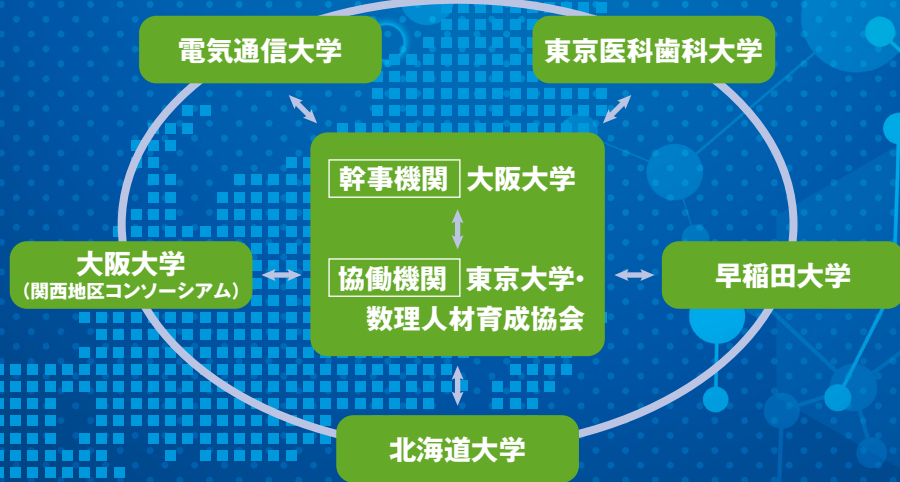 電気通信大学
東京医科歯科大学
幹事機関 大阪大学
大阪大学
(関西地区コンソーシアム)
協働機関 東京大学・
数理人材育成協会
早稲田大学
北海道大学